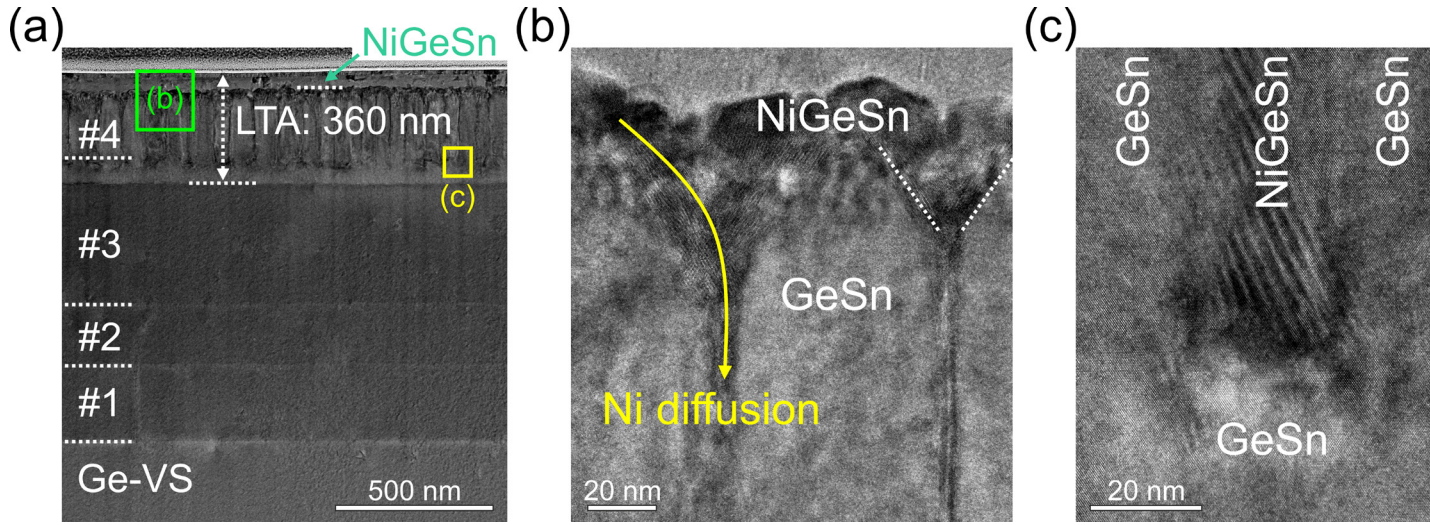 (a)
NiGeSn
(b)
LTA: 360 nm
#4
(c)
#3
#2
#1
Ge-VS
500 nm
(b)
NiGeSn
GeSn
Ni diffusion
20 nm
(c)
GeSn
NiGeSn
GeSn
GeSn
20 nm